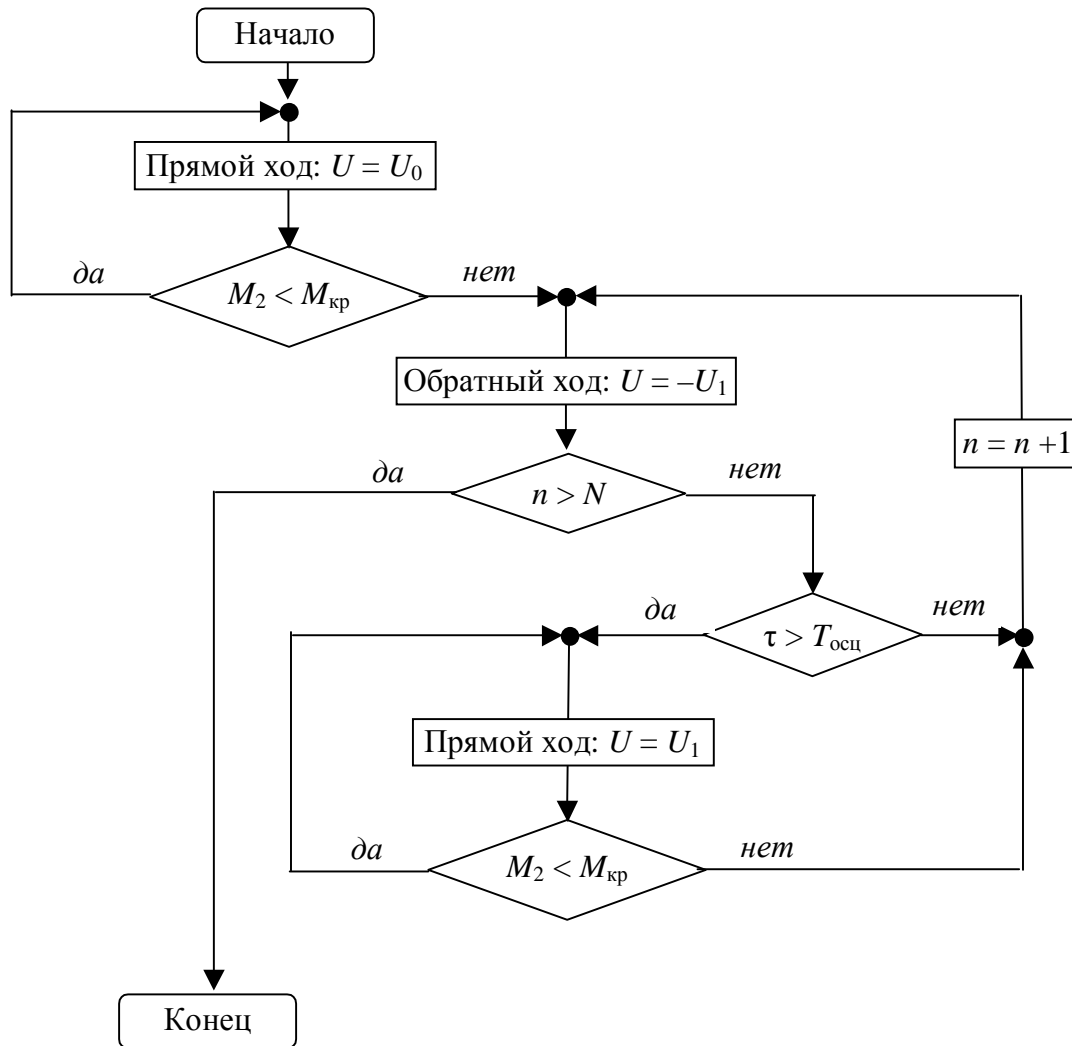 Начало
Прямой ход: U = U₀
да
нет
M₂ < Mкр
Обратный ход: U = –U₁
n = n +1
да
нет
n > N
да
нет
τ > Tосц
Прямой ход: U = U₁
да
нет
M₂ < Mкр
Конец